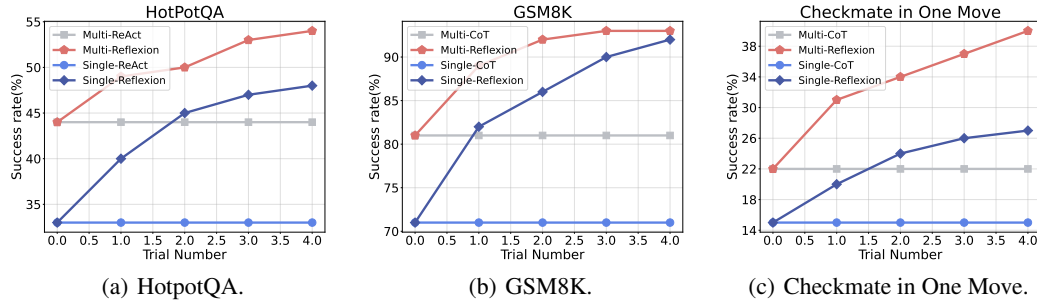 HotPotQA
Success rate(%)
55
50
45
40
35
Multi-ReAct
Multi-Reflexion
Single-ReAct
Single-Reflexion
0.0 0.5 1.0 1.5 2.0 2.5 3.0 3.5 4.0
Trial Number
(a) HotpotQA.
GSM8K
Success rate(%)
90
85
80
75
70
Multi-CoT
Multi-Reflexion
Single-CoT
Single-Reflexion
0.0 0.5 1.0 1.5 2.0 2.5 3.0 3.5 4.0
Trial Number
(b) GSM8K.
Checkmate in One Move
Success rate(%)
38
34
30
26
22
18
14
Multi-CoT
Multi-Reflexion
Single-CoT
Single-Reflexion
0.0 0.5 1.0 1.5 2.0 2.5 3.0 3.5 4.0
Trial Number
(c) Checkmate in One Move.